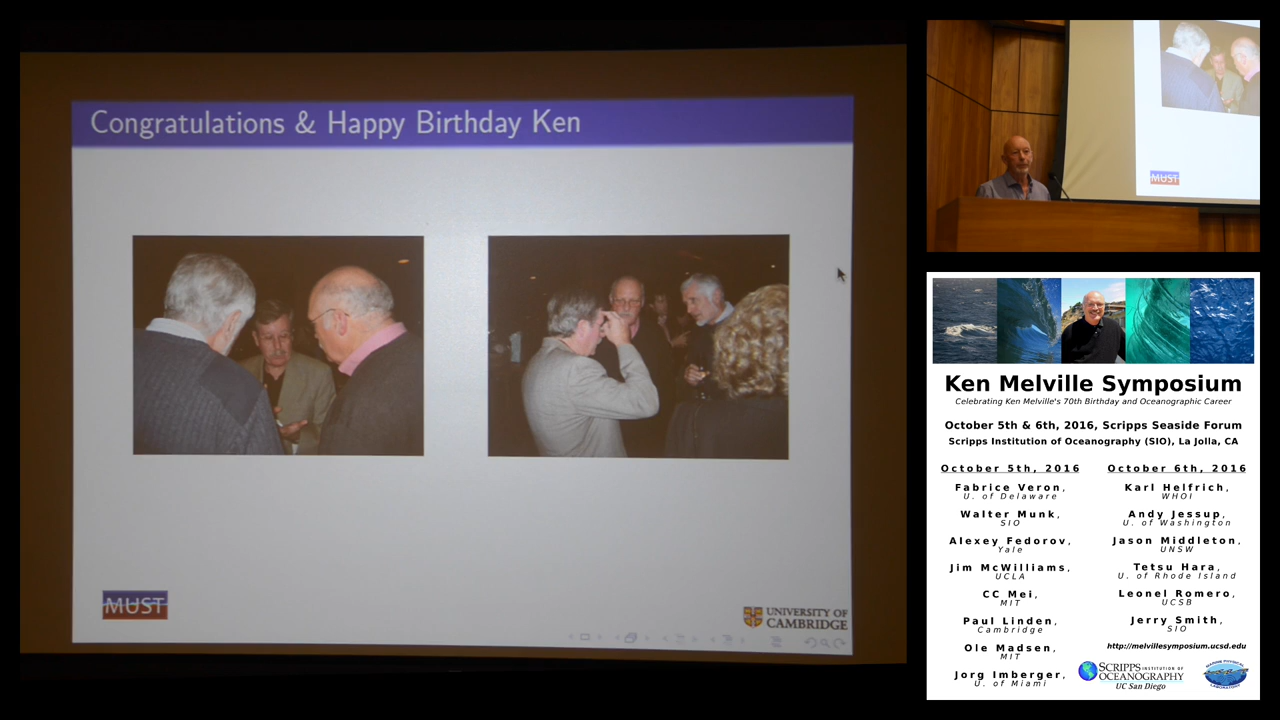 Congratulations & Happy Birthday Ken
MUST
UNIVERSITY OF
CAMBRIDGE
MUST
Ken Melville Symposium
Celebrating Ken Melville's 70th Birthday and Oceanographic Career
October 5th & 6th, 2016, Scripps Seaside Forum
Scripps Institution of Oceanography (SIO), La Jolla, CA
October 5th, 2016
Fabrice Veron,
U. of Delaware
Walter Munk,
SIO
Alexey Fedorov,
Yale
Jim McWilliams,
UCLA
CC Mei,
MIT
Paul Linden,
Cambridge
Ole Madsen,
MIT
Jorg Imberger,
U. of Miami
October 6th, 2016
Karl Helfrich,
WHOI
Andy Jessup,
U. of Washington
Jason Middleton,
UNSW
Tetsu Hara,
U. of Rhode Island
Leonel Romero,
UCSB
Jerry Smith,
SIO
http://melvillesymposium.ucsd.edu
SCRIPPS INSTITUTION OF
OCEANOGRAPHY
UC San Diego
MARINE PHYSICAL
LABORATORY